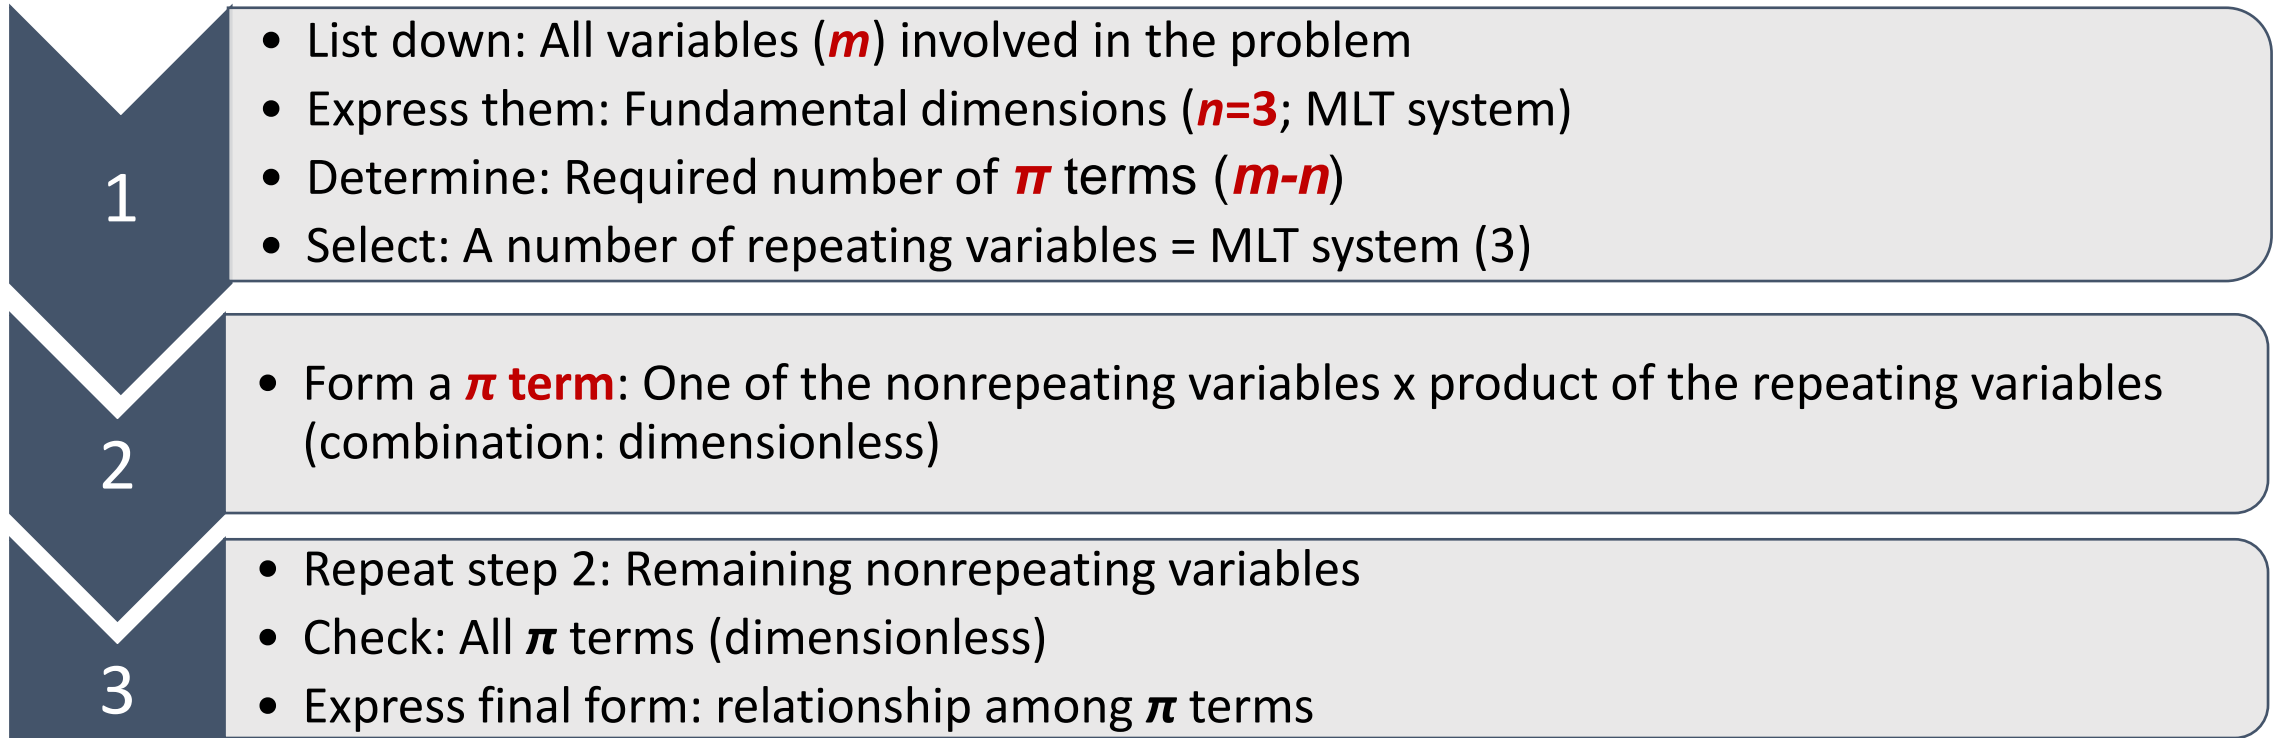 1
• List down: All variables (m) involved in the problem
• Express them: Fundamental dimensions (n=3; MLT system)
• Determine: Required number of π terms (m-n)
• Select: A number of repeating variables = MLT system (3)
2
• Form a π term: One of the nonrepeating variables x product of the repeating variables
(combination: dimensionless)
3
• Repeat step 2: Remaining nonrepeating variables
• Check: All π terms (dimensionless)
• Express final form: relationship among π terms